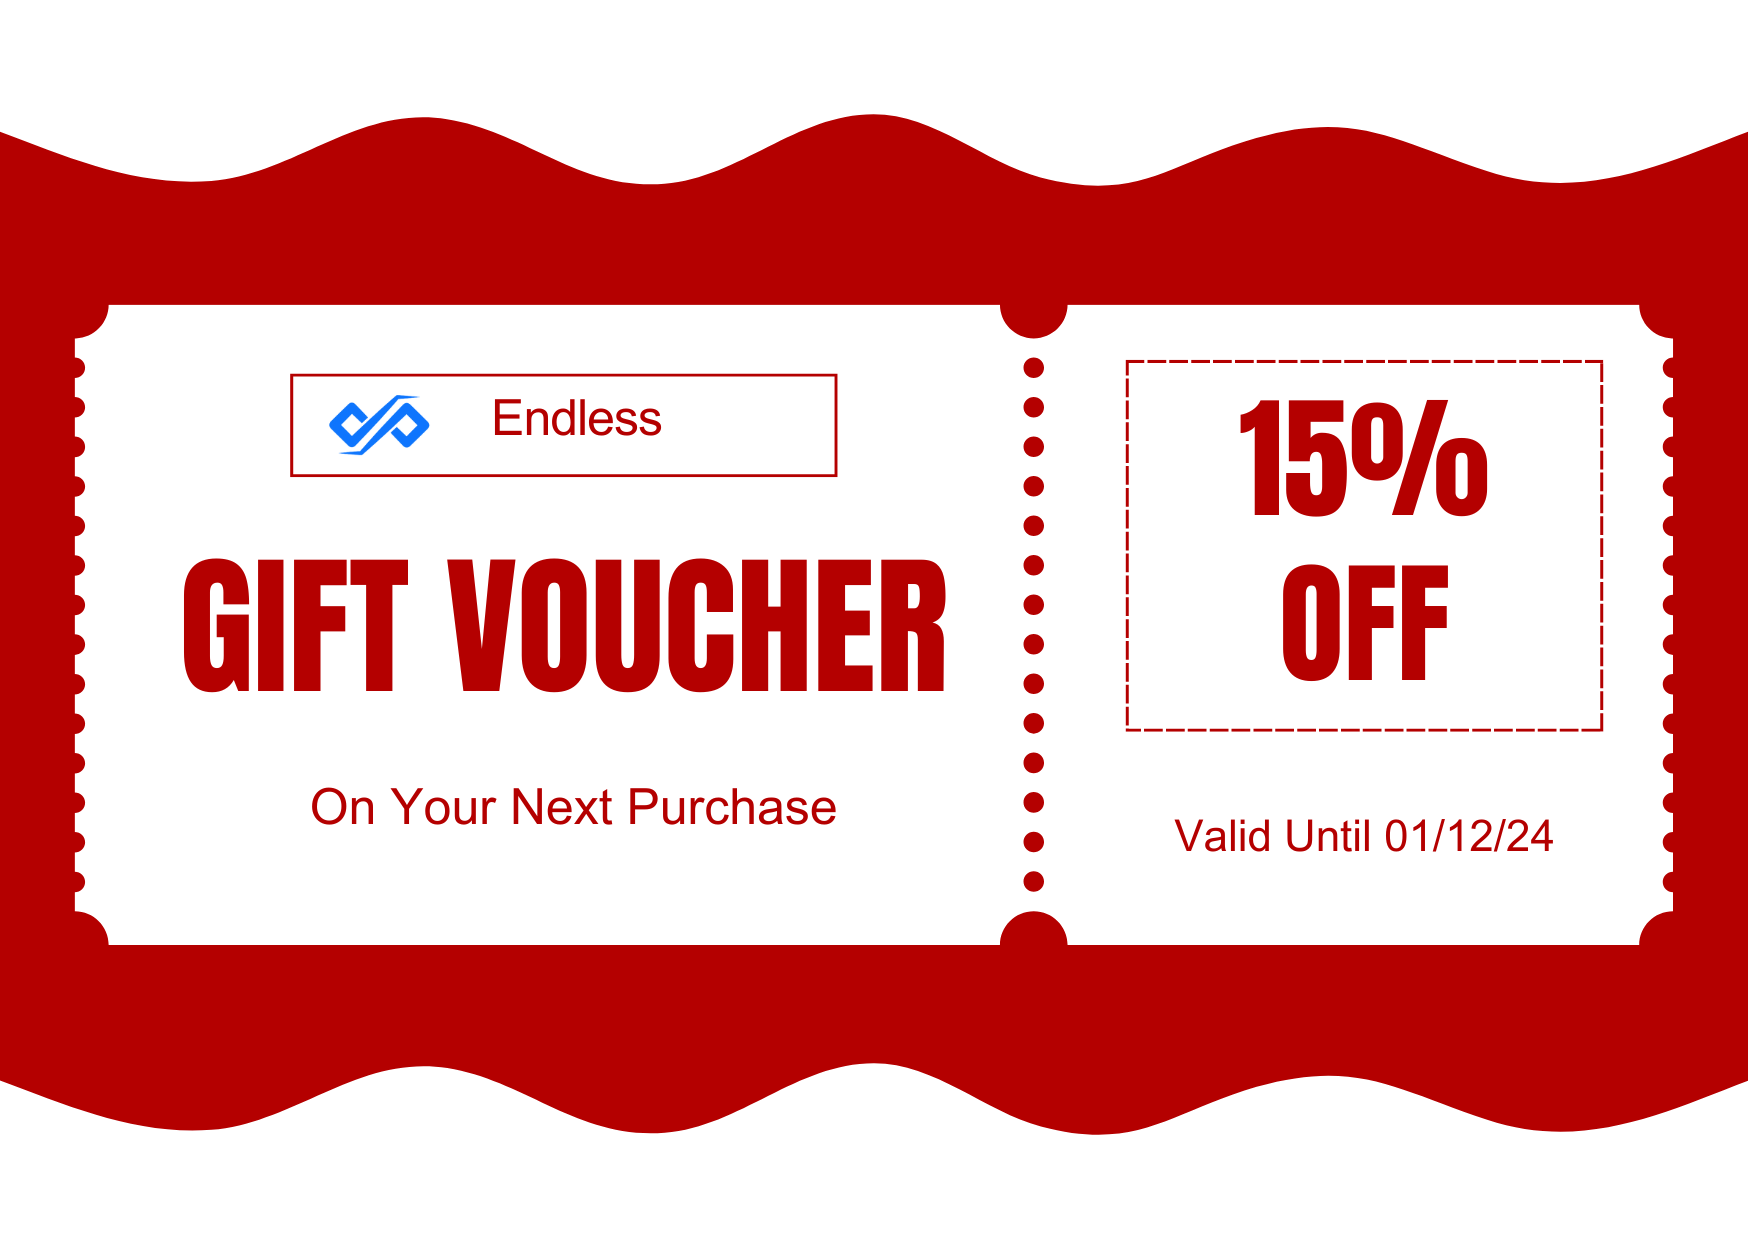 Endless
GIFT VOUCHER
On Your Next Purchase
15%
OFF
Valid Until 01/12/24